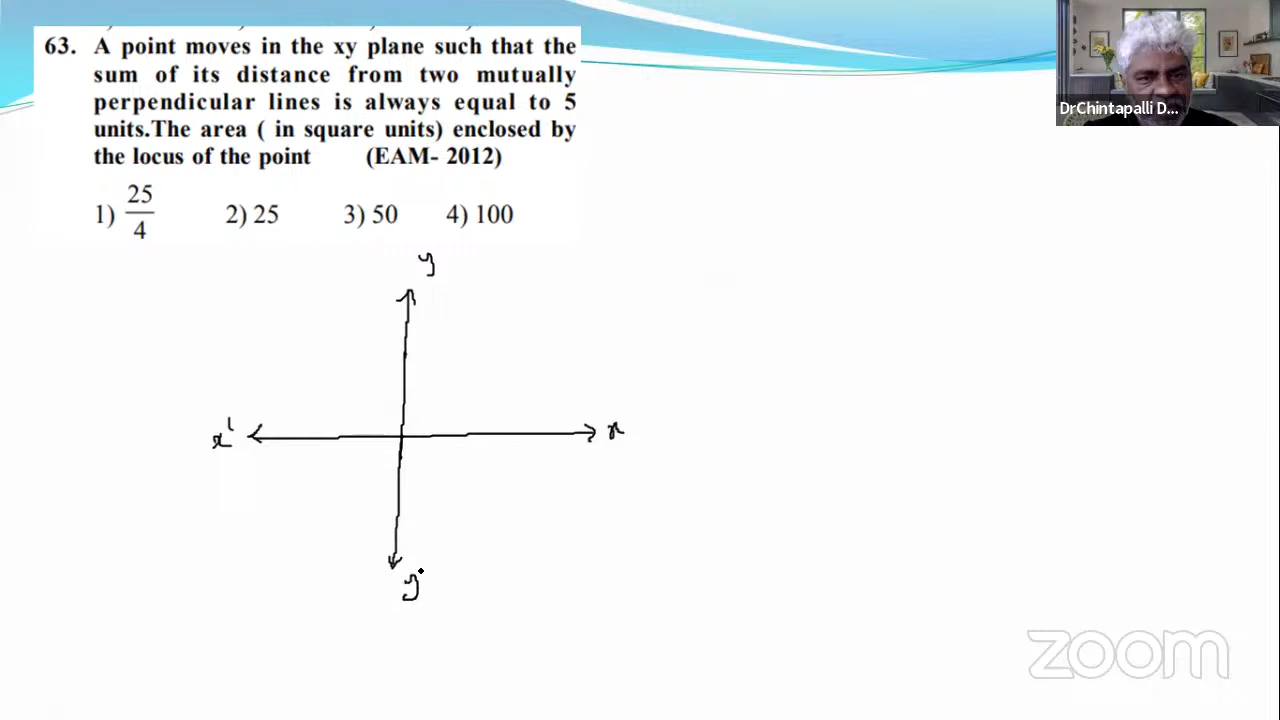 63. A point moves in the xy plane such that the
sum of its distance from two mutually
perpendicular lines is always equal to 5
units.The area ( in square units) enclosed by
the locus of the point (EAM- 2012)
1) 25/4 2) 25 3) 50 4) 100
DrChintapalli D...
y
x' x
y'
zoom